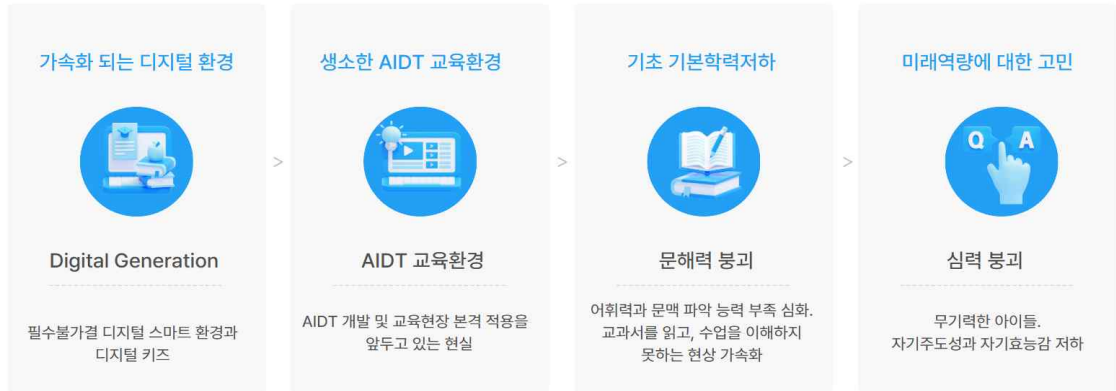 가속화 되는 디지털 환경
Digital Generation
필수불가결 디지털 스마트 환경과
디지털 키즈
>
생소한 AIDT 교육환경
AIDT 교육환경
AIDT 개발 및 교육현장 본격 적용을
앞두고 있는 현실
>
기초 기본학력저하
문해력 붕괴
어휘력과 문맥 파악 능력 부족 심화.
교과서를 읽고, 수업을 이해하지
못하는 현상 가속화
>
미래역량에 대한 고민
Q A
심력 붕괴
무기력한 아이들.
자기주도성과 자기효능감 저하